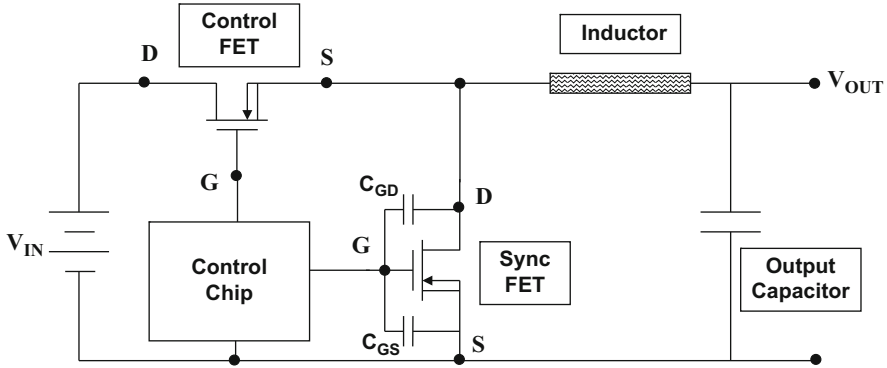 Control
FET
Inductor
D
S
V_OUT
G
C_GD
D
V_IN
Control
Chip
G
Sync
FET
Output
Capacitor
C_GS
S